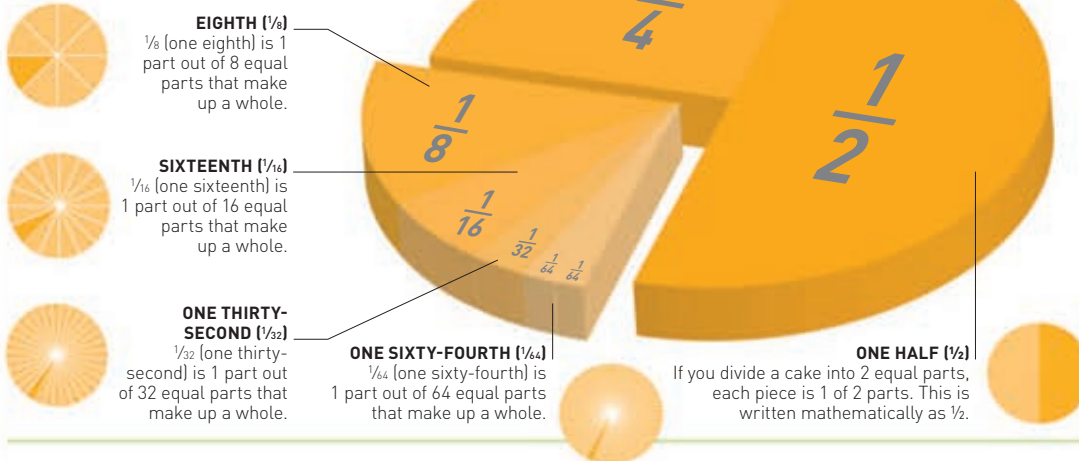 EIGHTH (⅛)
⅛ (one eighth) is 1
part out of 8 equal
parts that make
up a whole.
SIXTEENTH (1/16)
1/16 (one sixteenth) is
1 part out of 16 equal
parts that make
up a whole.
ONE THIRTY-
SECOND (1/32)
1/32 (one thirty-
second) is 1 part out
of 32 equal parts that
make up a whole.
ONE SIXTY-FOURTH (1/64)
1/64 (one sixty-fourth) is
1 part out of 64 equal parts
that make up a whole.
ONE HALF (½)
If you divide a cake into 2 equal parts,
each piece is 1 of 2 parts. This is
written mathematically as ½.
4
1/2
1/8
1/16
1/32
1/64
1/64